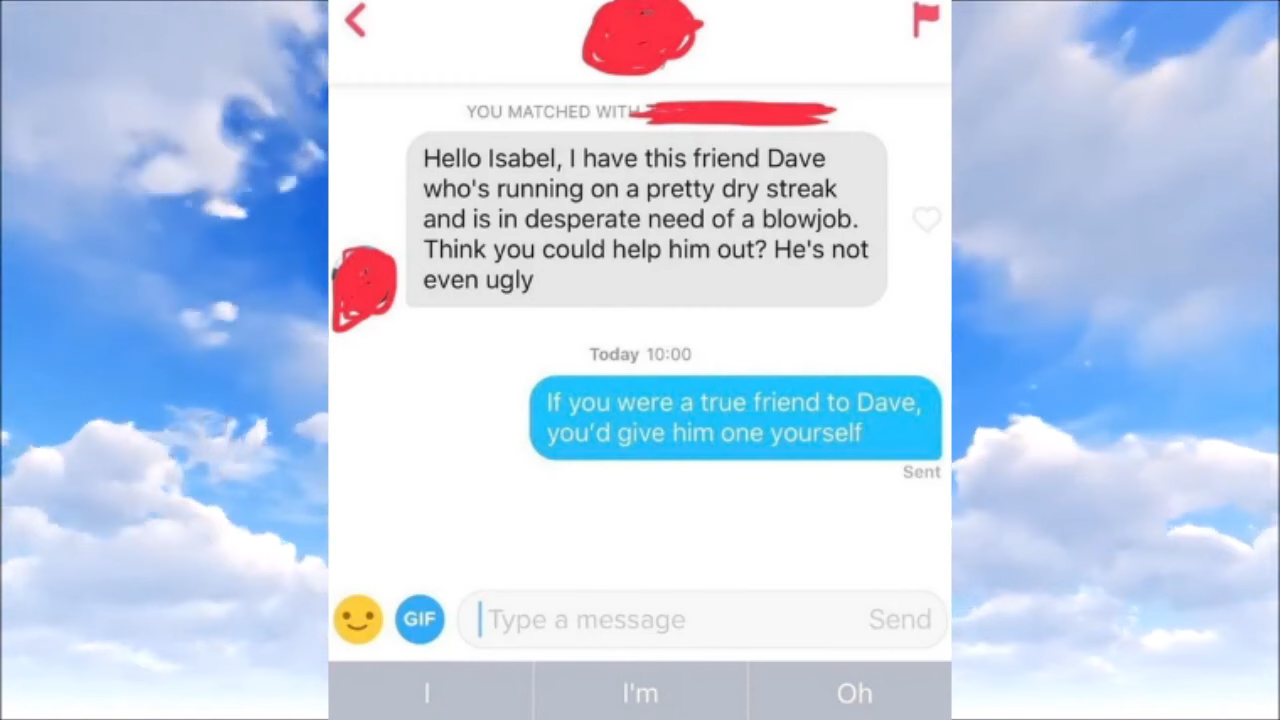 YOU MATCHED WITH
Hello Isabel, I have this friend Dave
who's running on a pretty dry streak
and is in desperate need of a blowjob.
Think you could help him out? He's not
even ugly
Today 10:00
If you were a true friend to Dave,
you’d give him one yourself
Sent
GIF
Type a message
Send
I
I'm
Oh